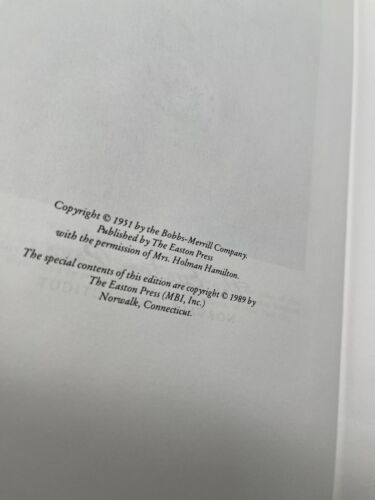 Copyright © 1951 by the Bobbs-Merrill Company.
Published by The Easton Press
with the permission of Mrs. Holman Hamilton.
The special contents of this edition are copyright © 1989 by
The Easton Press (MBI, Inc.)
Norwalk, Connecticut.